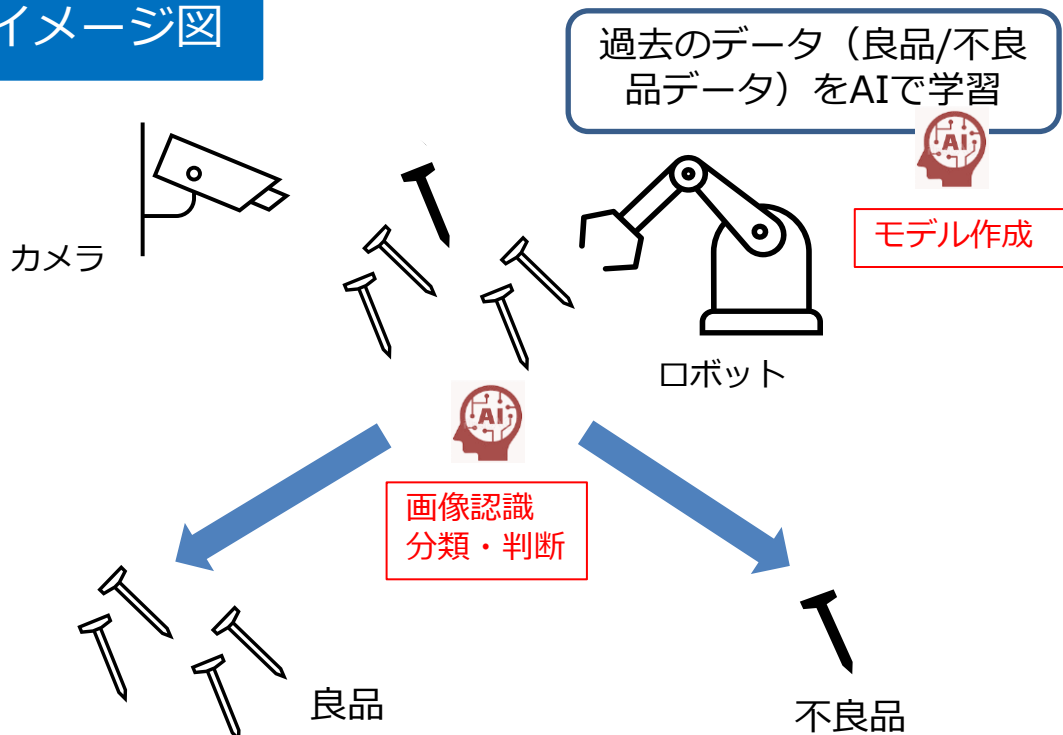 イメージ図
過去のデータ（良品/不良
品データ）をAIで学習
AI
モデル作成
カメラ
ロボット
AI
画像認識
分類・判断
良品
不良品